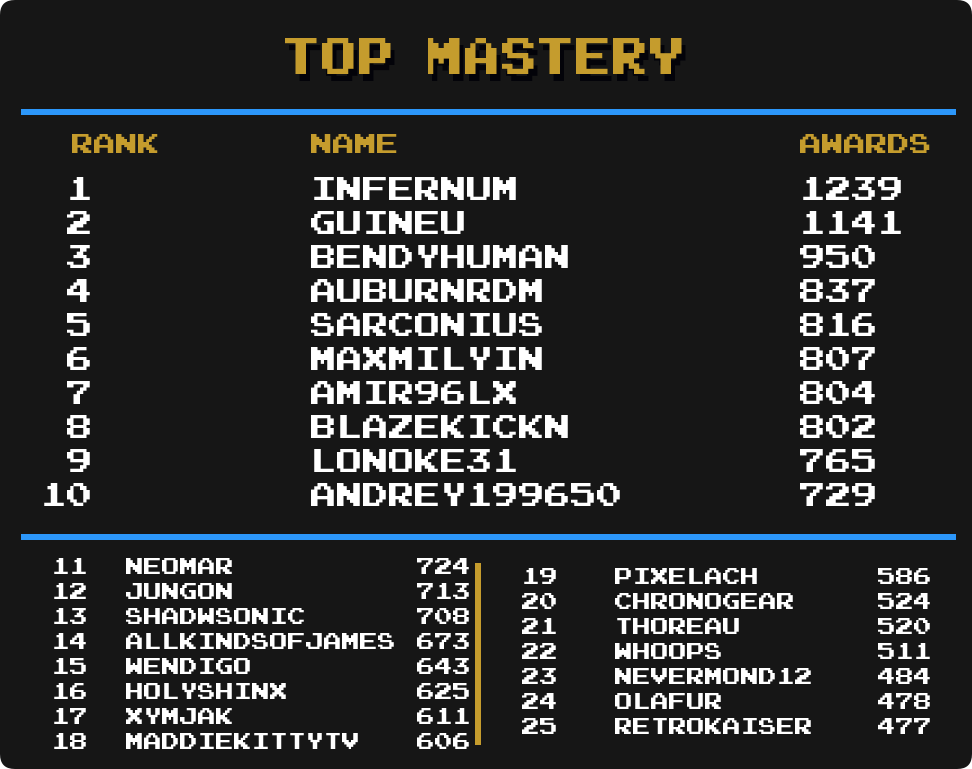 TOP MASTERY
RANK NAME AWARDS
1 INFERNUM 1239
2 GUINEU 1141
3 BENDYHUMAN 950
4 AUBURNRDM 837
5 SARCONIUS 816
6 MAXMILYIN 807
7 AMIR96LX 804
8 BLAZEKICKN 802
9 LONOKE31 765
10 ANDREY199650 729
11 NEOMAR 724
12 JUNGON 713
13 SHADWSONIC 708
14 ALLKINDSOFJAMES 673
15 WENDIGO 643
16 HOLYSHINX 625
17 XYMJAK 611
18 MADDIEKITTYTV 606
19 PIXELACH 586
20 CHRONOGEAR 524
21 THOREAU 520
22 WHOOPS 511
23 NEVERMOND12 484
24 OLAFUR 478
25 RETROKAISER 477